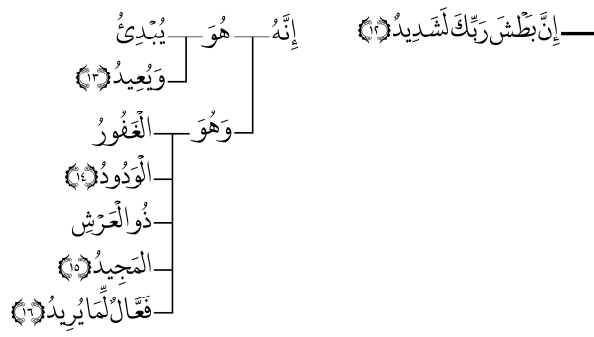 إِنَّ بَطْشَ رَبِّكَ لَشَدِيدٌ ﴿١٢﴾
إِنَّهُ هُوَ يُبْدِئُ
وَيُعِيدُ ﴿١٣﴾
وَهُوَ الْغَفُورُ
الْوَدُودُ ﴿١٤﴾
ذُو الْعَرْشِ
الْمَجِيدُ ﴿١٥﴾
فَعَّالٌ لِّمَا يُرِيدُ ﴿١٦﴾